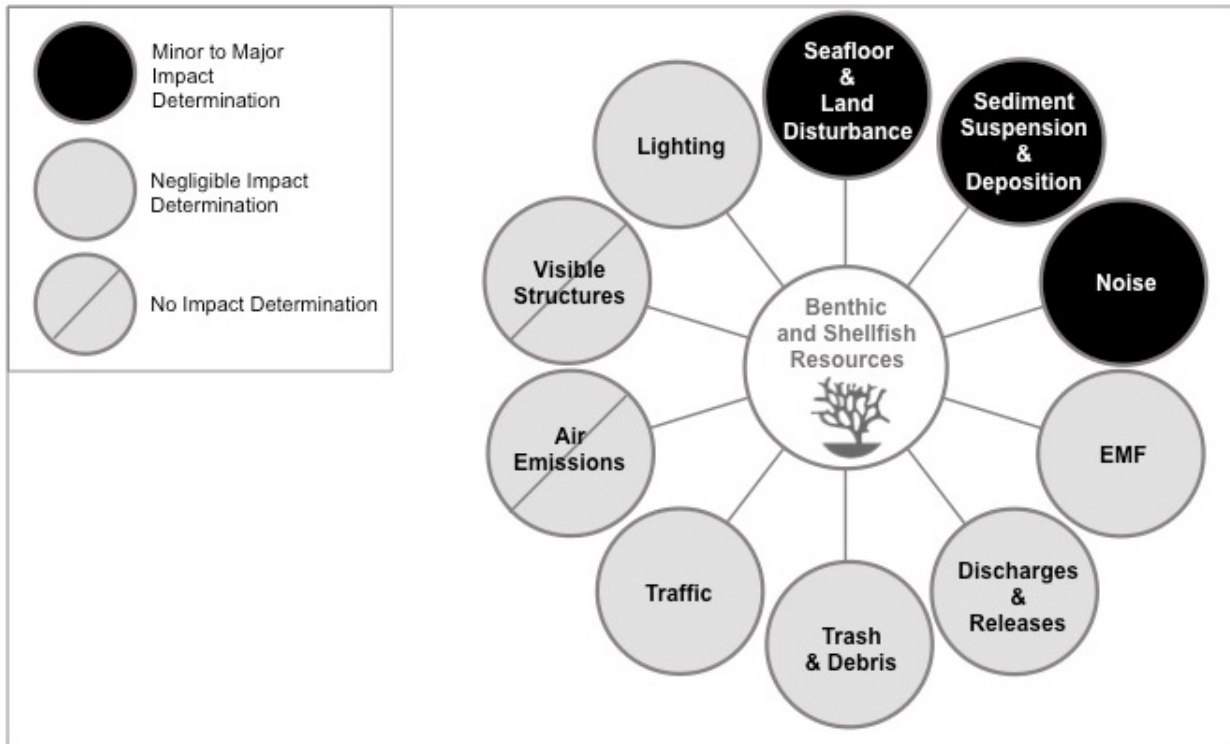 Minor to Major
Impact
Determination
Negligible Impact
Determination
No Impact Determination
Seafloor
&
Land
Disturbance
Sediment
Suspension
&
Deposition
Noise
EMF
Discharges
&
Releases
Trash
& Debris
Traffic
Air
Emissions
Visible
Structures
Lighting
Benthic
and Shellfish
Resources